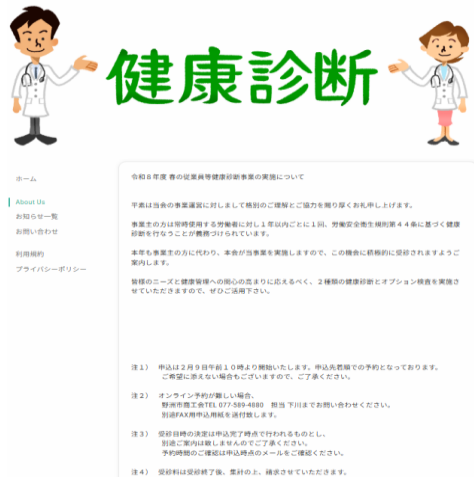 健康診断
ホーム
About Us
お知らせ一覧
お問い合わせ
利用規約
プライバシーポリシー
令和８年度 春の従業員等健康診断事業の実施について
平素は当会の事業運営に対しまして格別のご理解とご協力を賜り厚くお礼申し上げます。
事業主の方は常時使用する労働者に対し１年以内ごとに１回、労働安全衛生規則第４４条に基づく健康
診断を行なうことが義務づけられています。
本年も事業主の方に代わり、本会が当事業を実施しますので、この機会に積極的に受診されますようご
案内します。
皆様のニーズと健康管理への関心の高まりに応えるべく、２種類の健康診断とオプション検査を実施さ
せていただきますので、ぜひご活用下さい。
注１） 申込は２月９日午前１０時より開始いたします。申込先着順での予約となっております。
ご希望に添えない場合もございますので、ご了承ください。
注２） オンライン予約が難しい場合、
野洲市商工会TEL 077-589-4880 担当 下川までお問い合わせください。
別途FAX用申込用紙を送付致します。
注３） 受診日時の決定は申込完了時点で行われるものとし、
別途ご案内は致しませんのでご了承ください。
予約時間のご確認は申込時点のメールをご確認ください。
注４） 受診料は受診終了後、集計の上、請求させていただきます。